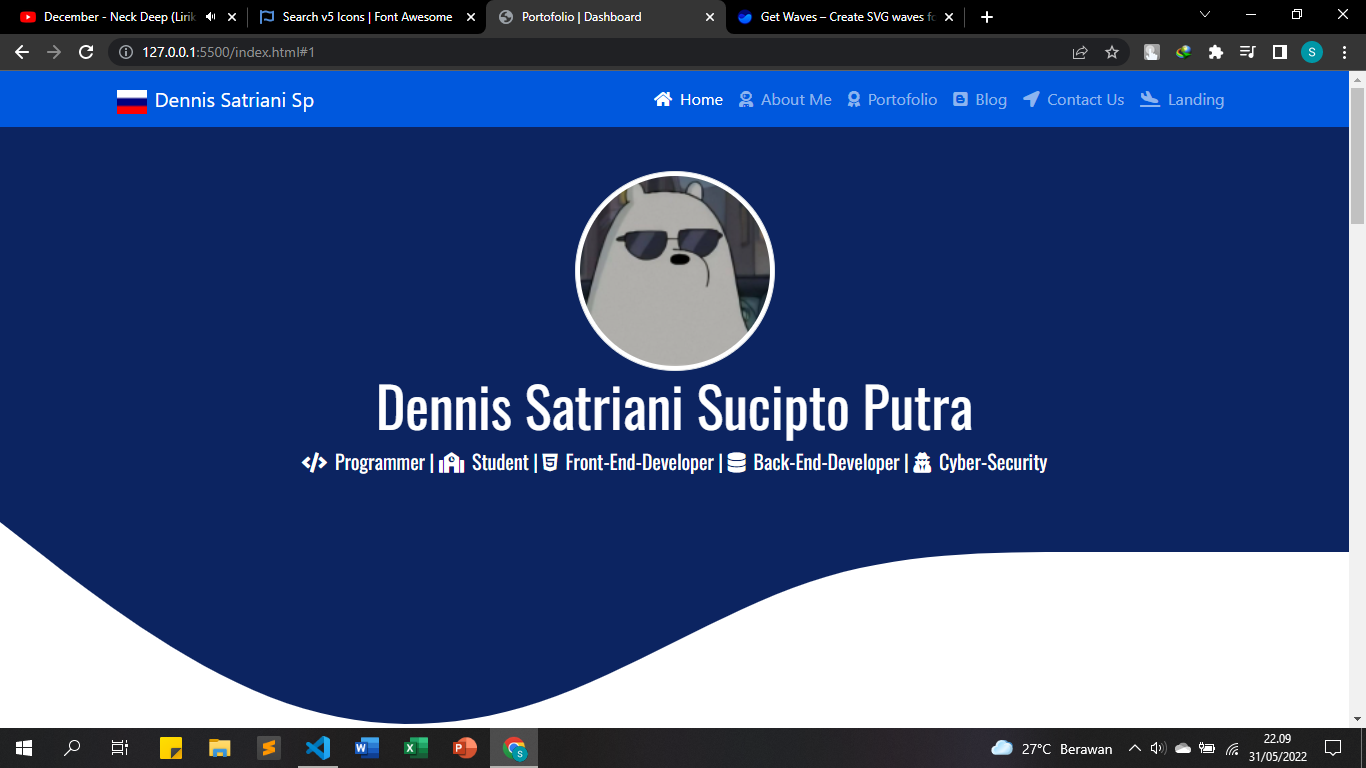 December - Neck Deep (Lirik
Search v5 Icons | Font Awesome
Portofolio | Dashboard
Get Waves – Create SVG waves fo
127.0.0.1:5500/index.html#1
S
Dennis Satriani Sp
Home
About Me
Portofolio
Blog
Contact Us
Landing
Dennis Satriani Sucipto Putra
Programmer | Student | Front-End-Developer | Back-End-Developer | Cyber-Security
27°C Berawan
22.09
31/05/2022